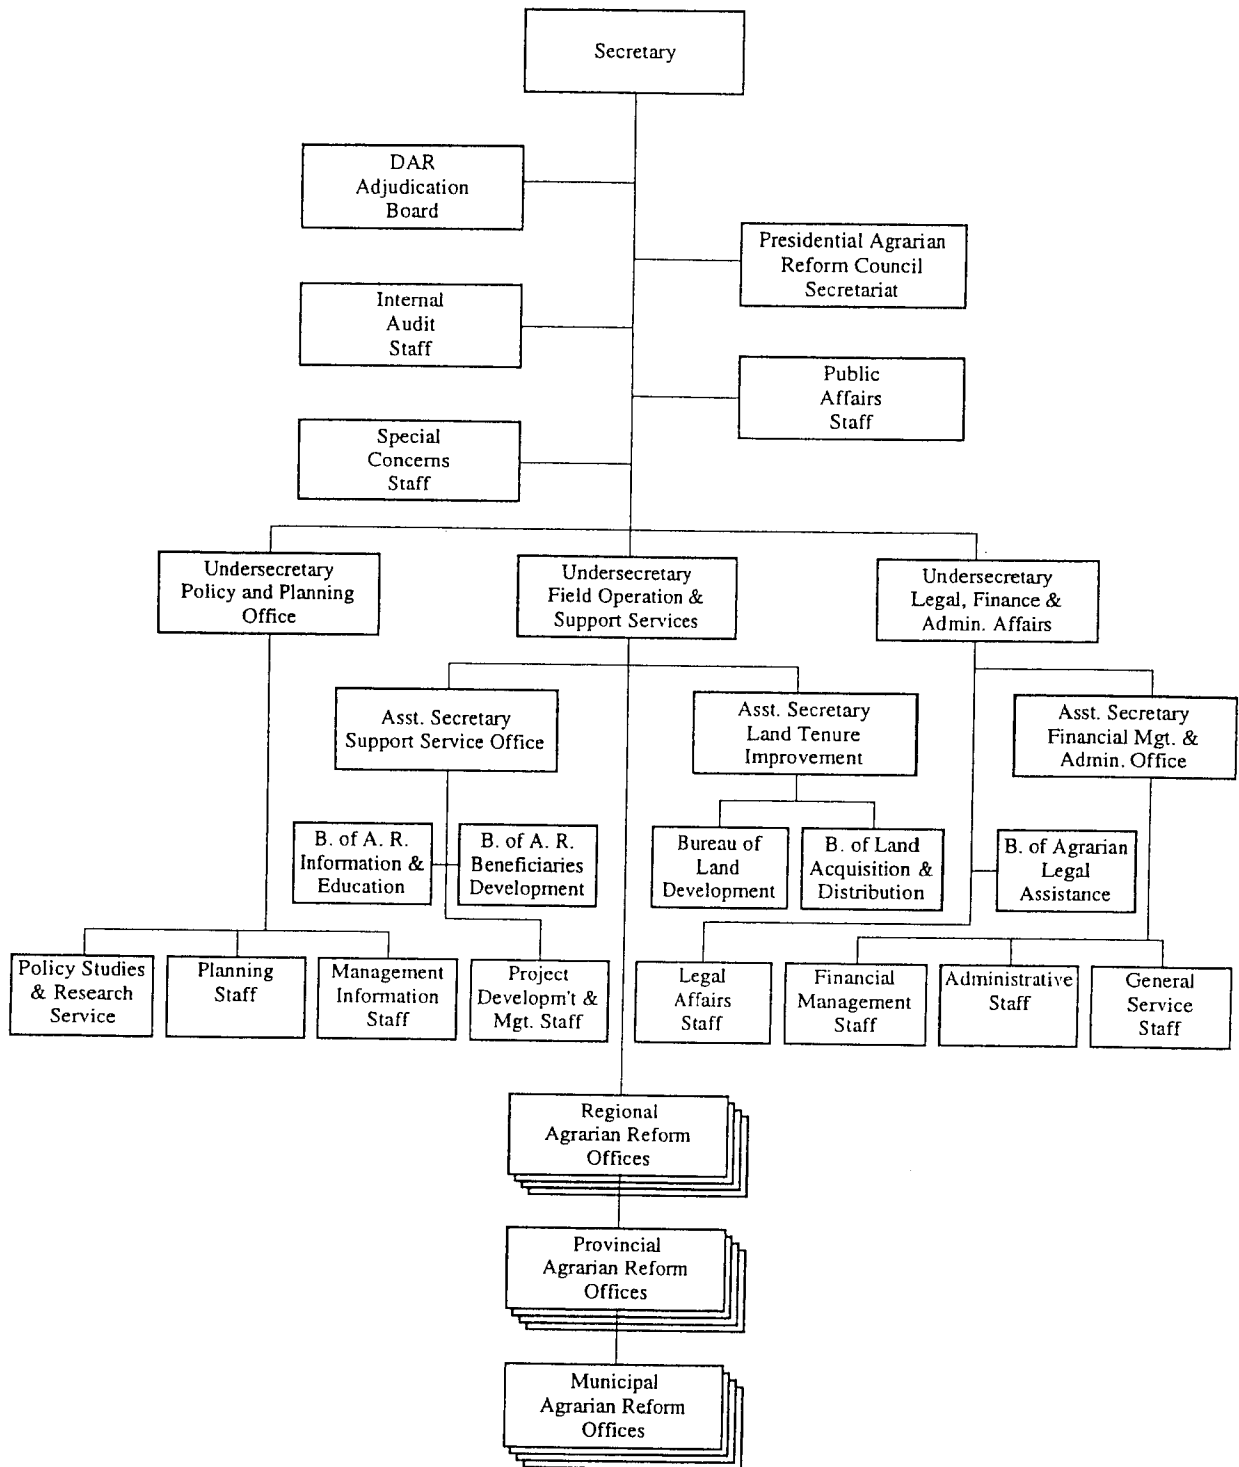 Secretary
DAR
Adjudication
Board
Presidential Agrarian
Reform Council
Secretariat
Internal
Audit
Staff
Public
Affairs
Staff
Special
Concerns
Staff
Undersecretary
Policy and Planning
Office
Undersecretary
Field Operation &
Support Services
Undersecretary
Legal, Finance &
Admin. Affairs
Asst. Secretary
Support Service Office
Asst. Secretary
Land Tenure
Improvement
Asst. Secretary
Financial Mgt. &
Admin. Office
B. of A. R.
Information &
Education
B. of A. R.
Beneficiaries
Development
Bureau of
Land
Development
B. of Land
Acquisition &
Distribution
B. of Agrarian
Legal
Assistance
Policy Studies
& Research
Service
Planning
Staff
Management
Information
Staff
Project
Developm't &
Mgt. Staff
Legal
Affairs
Staff
Financial
Management
Staff
Administrative
Staff
General
Service
Staff
Regional
Agrarian Reform
Offices
Provincial
Agrarian Reform
Offices
Municipal
Agrarian Reform
Offices